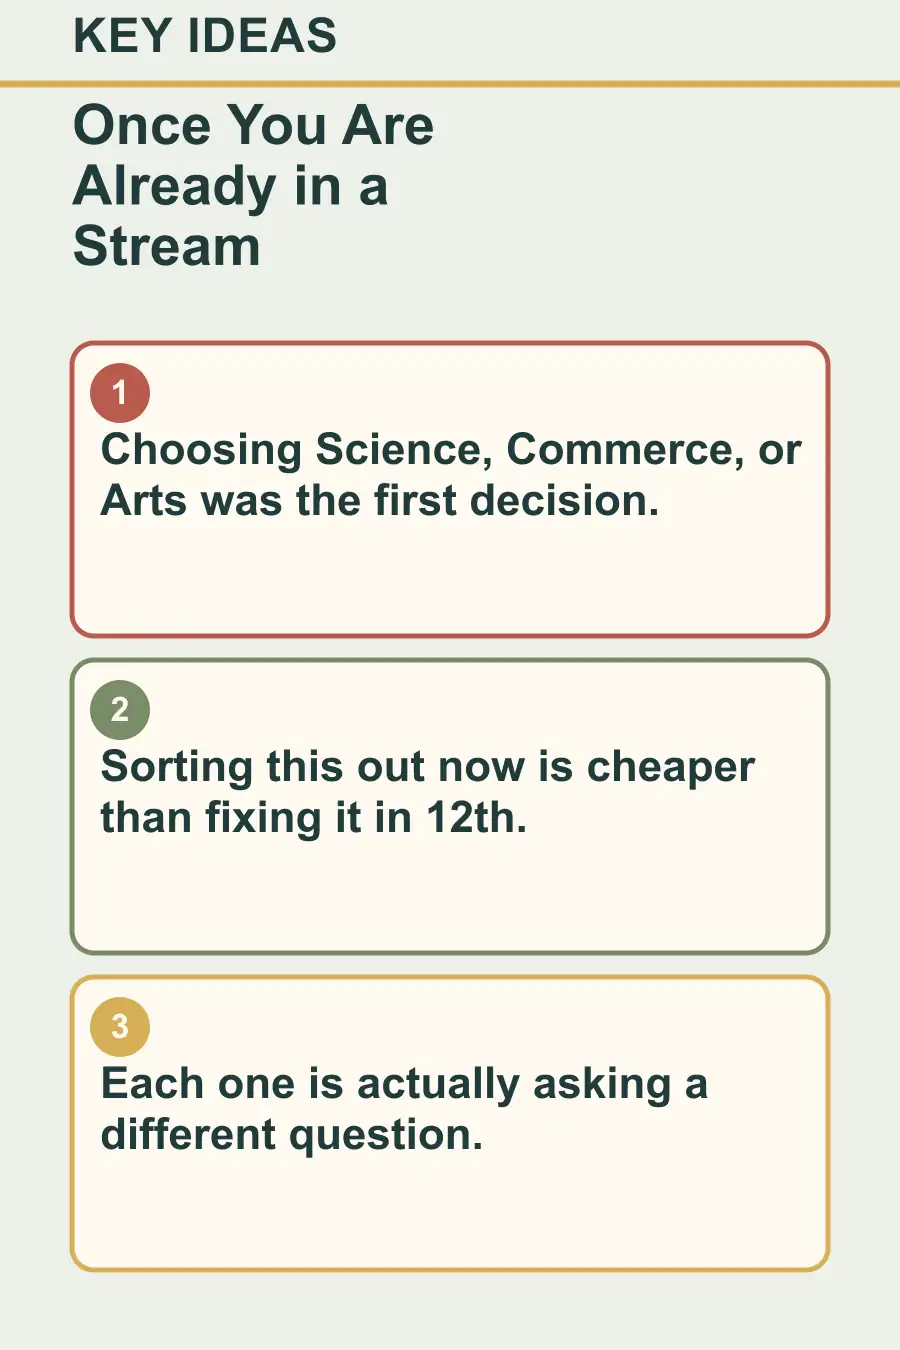 KEY IDEAS
Once You Are
Already in a
Stream
1
Choosing Science, Commerce, or
Arts was the first decision.
2
Sorting this out now is cheaper
than fixing it in 12th.
3
Each one is actually asking a
different question.